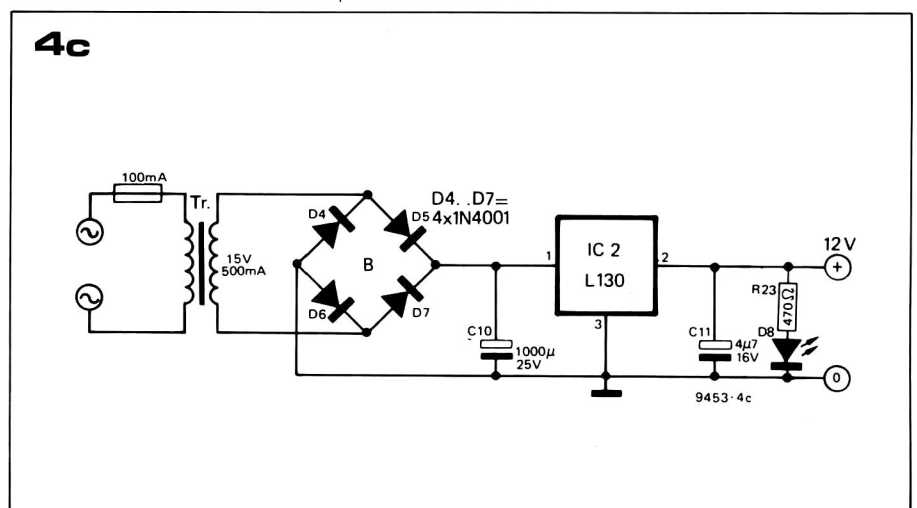 4c
100mA
Tr.
15V
500mA
D4
D5
D6
D7
B
D4. .D7=
4x1N4001
C10
1000µ
25V
1
IC 2
L130
2
3
C11
4µ7
16V
R23
470Ω
D8
12V
+
0
9453·4c